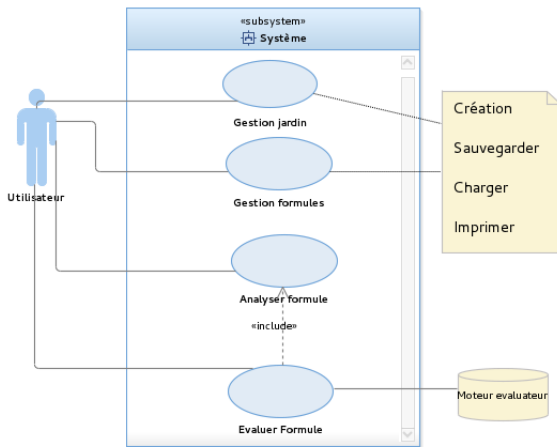 «subsystem»
Système
Gestion jardin
Utilisateur
Gestion formules
Analyser formule
«include»
Evaluer Formule
Création
Sauvegarder
Charger
Imprimer
Moteur evaluateur